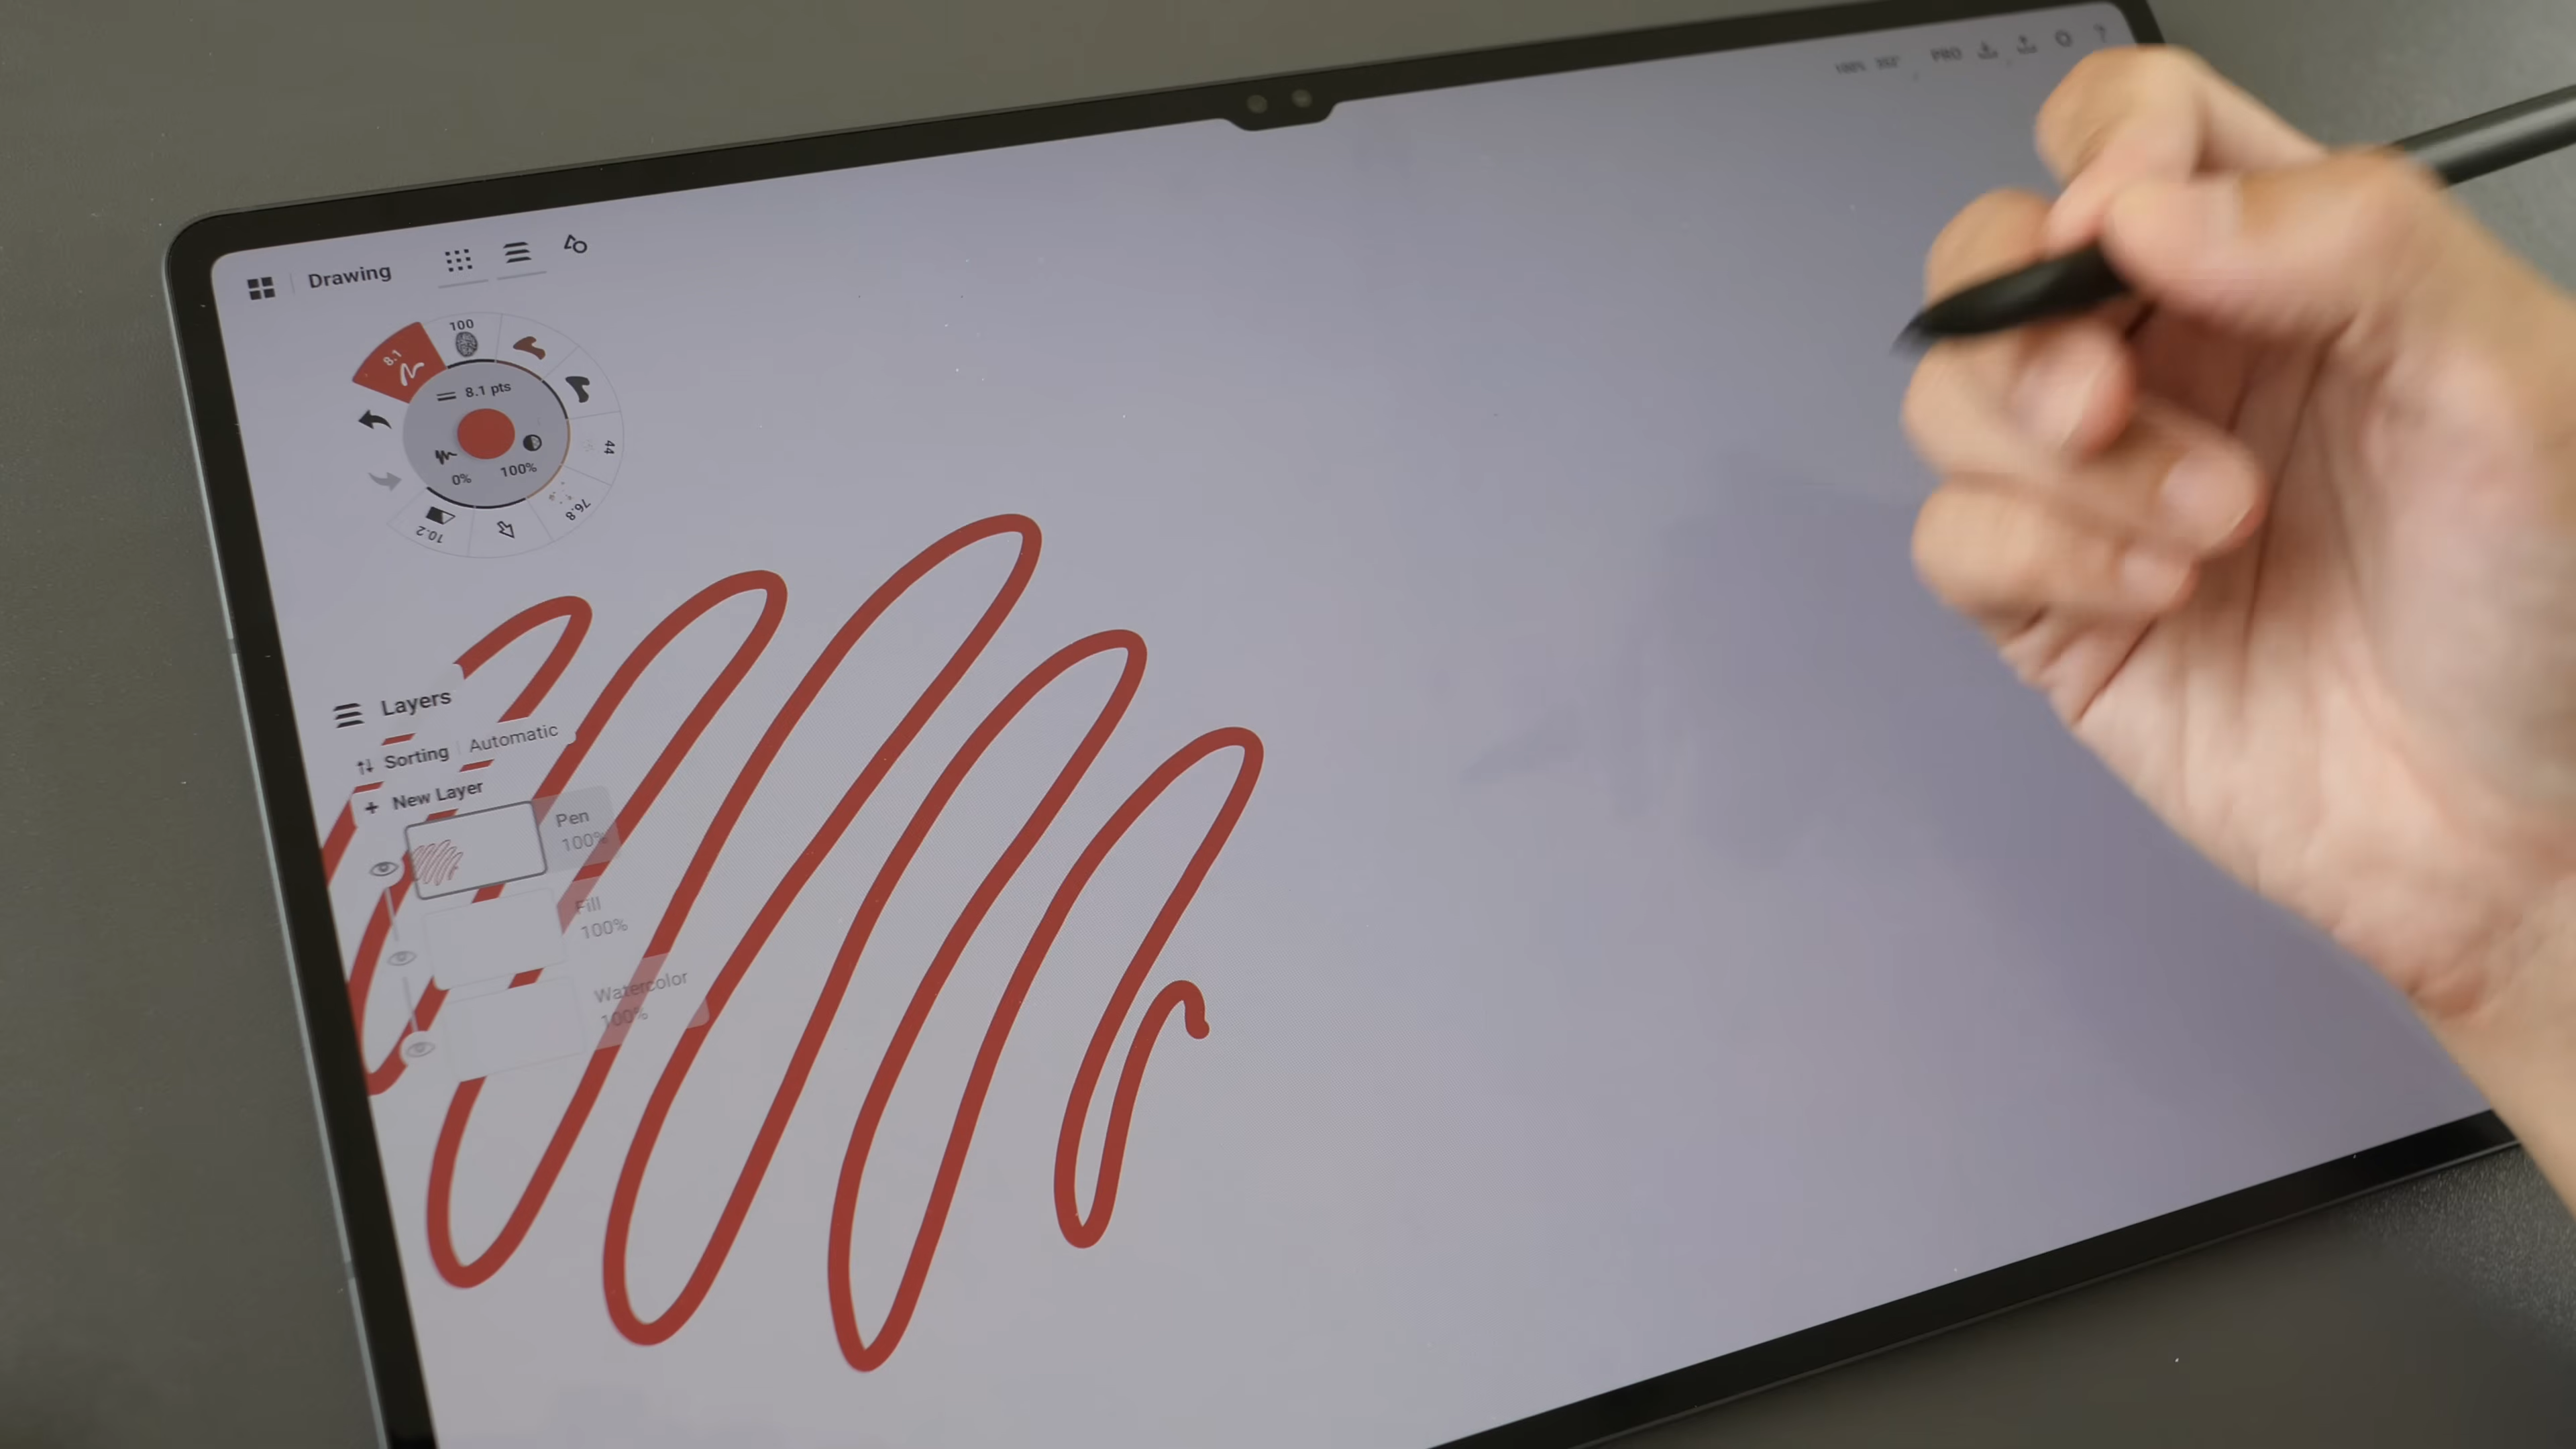 Drawing
PRO
?
100
8.1
8.1 pts
44
0%
100%
76.8
10.2
Layers
Sorting
Automatic
+ New Layer
Pen
100%
Fill
100%
Watercolor
100%